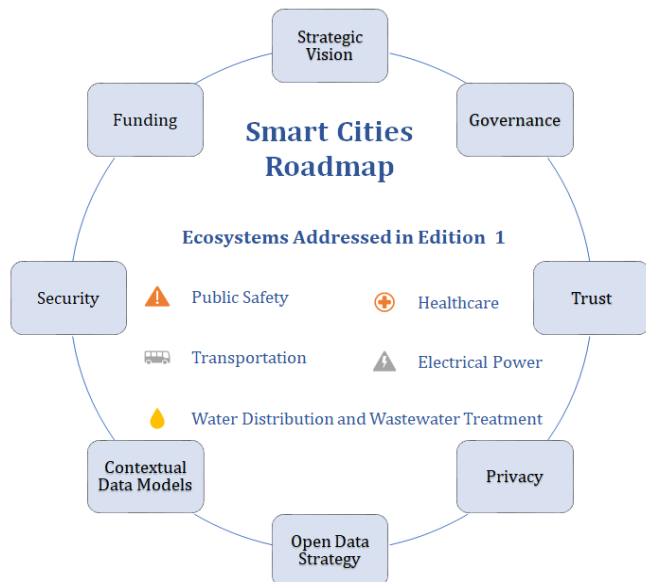 Strategic
Vision
Funding
Governance
Smart Cities
Roadmap
Ecosystems Addressed in Edition 1
Security
Public Safety
Healthcare
Trust
Transportation
Electrical Power
Water Distribution and Wastewater Treatment
Contextual
Data Models
Privacy
Open Data
Strategy